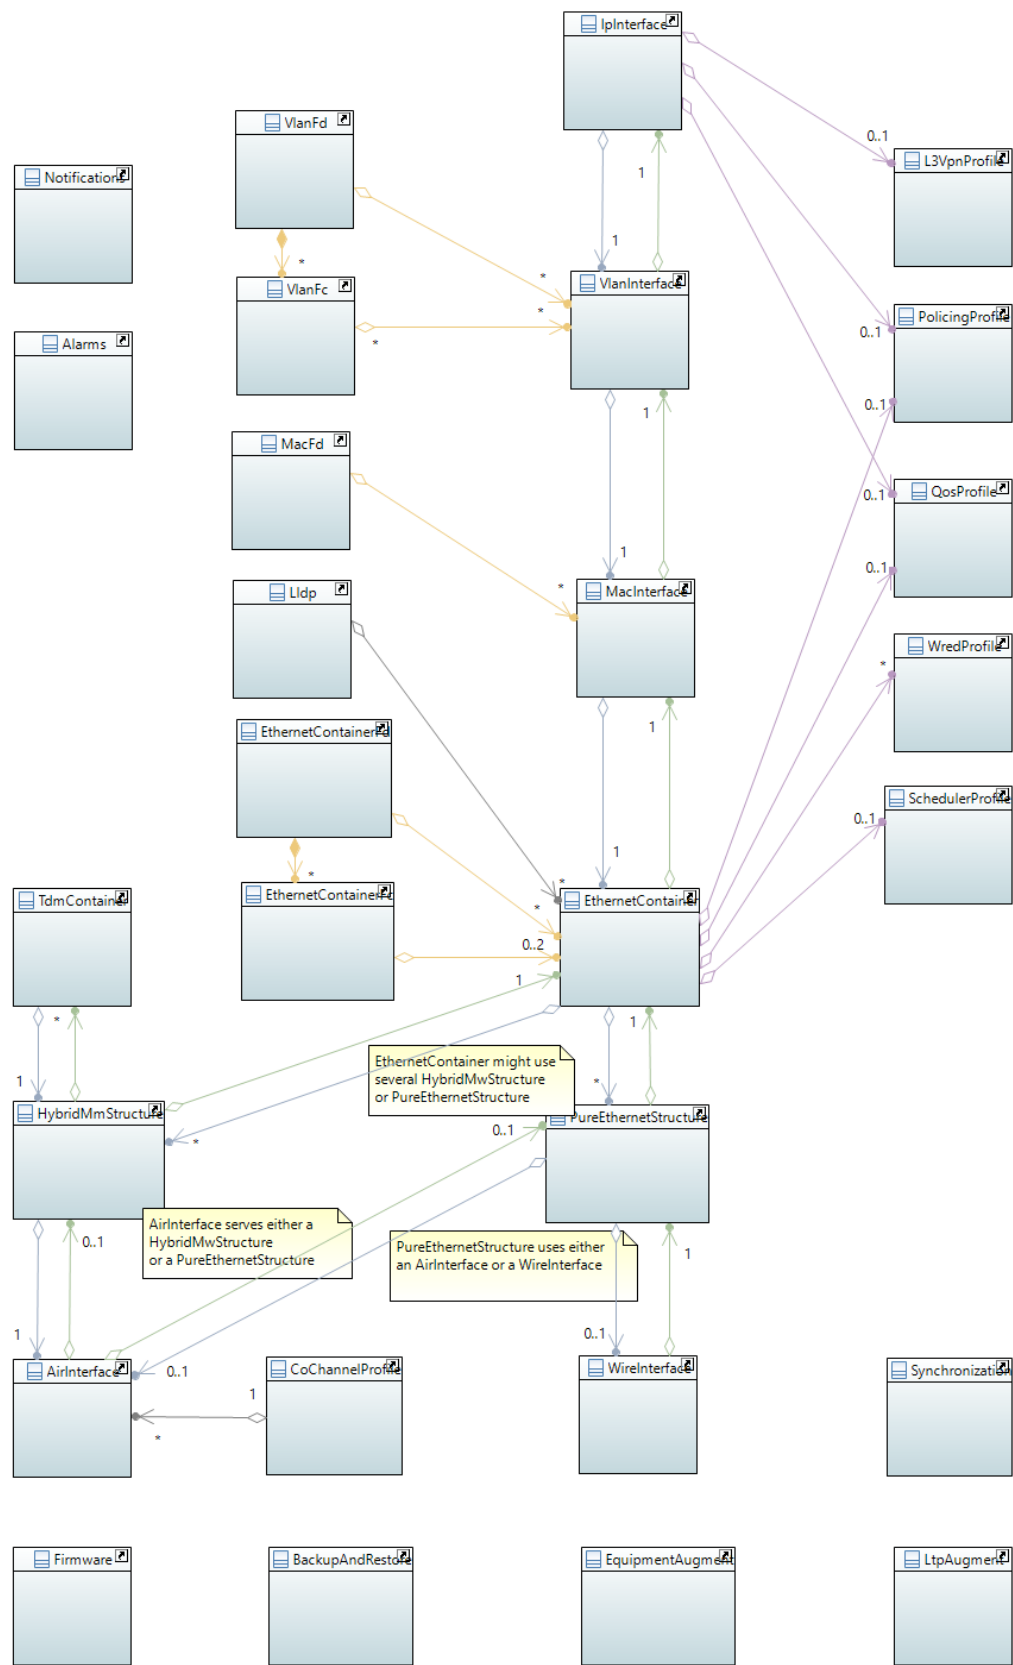 IpInterface
VlanFd
0..1
L3VpnProfile
Notifications
1
1
*
VlanFc
*
VlanInterface
*
*
PolicingProfile
0..1
Alarms
1
0..1
MacFd
QosProfile
0..1
1
0..1
*
Lldp
MacInterface
WredProfile
*
1
EthernetContainerFd
SchedulerProfile
0..1
1
*
*
TdmContainer
EthernetContainerFc
EthernetContainer
*
0..2
1
*
1
EthernetContainer might use
several HybridMwStructure
or PureEthernetStructure
1
*
HybridMmStructure
PureEthernetStructure
0..1
*
AirInterface serves either a
HybridMwStructure
or a PureEthernetStructure
0..1
PureEthernetStructure uses either
an AirInterface or a WireInterface
1
1
0..1
AirInterface
0..1
CoChannelProfile
WireInterface
Synchronization
1
*
Firmware
BackupAndRestore
EquipmentAugment
LtpAugment